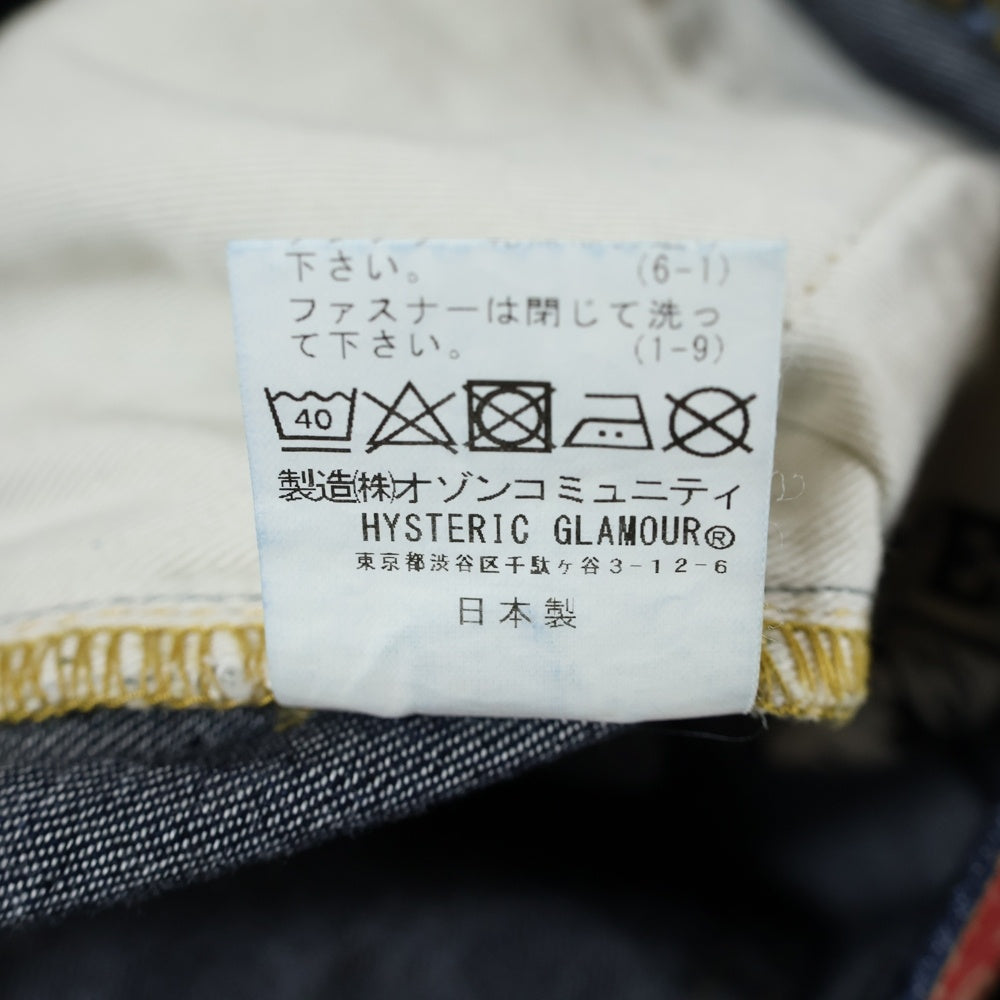 下さい。 (6-1)
ファスナーは閉じて洗っ
て下さい。 (1-9)
40
製造㈱オゾンコミュニティ
HYSTERIC GLAMOUR®
東京都渋谷区千駄ヶ谷3-12-6
日本製